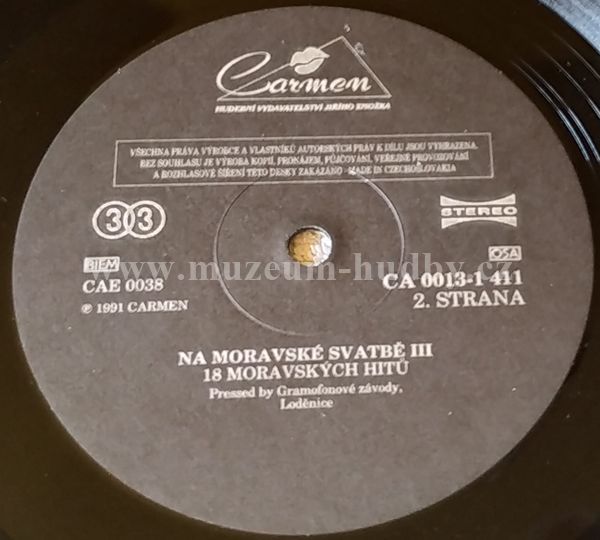 Carmen
HUDEBNÍ VYDAVATELSTVÍ JIŘÍHO ZMOŽKA
VŠECHNA PRÁVA VÝROBCE A VLASTNÍKŮ AUTORSKÝCH PRÁV K DÍLU JSOU VYHRAZENA.
BEZ SOUHLASU JE VÝROBA KOPIÍ, PRONÁJEM, PŮJČOVÁNÍ, VEŘEJNÉ PROVOZOVÁNÍ
A ROZHLASOVÉ ŠÍŘENÍ TÉTO DESKY ZAKÁZÁNO - MADE IN CZECHOSLOVAKIA
33
STEREO
BIEM
OSA
www.muzeum-hudby.cz
CAE 0038
CA 0013-1 411
℗ 1991 CARMEN
2. STRANA
NA MORAVSKÉ SVATBĚ III
18 MORAVSKÝCH HITŮ
Pressed by Gramofonové závody,
Loděnice